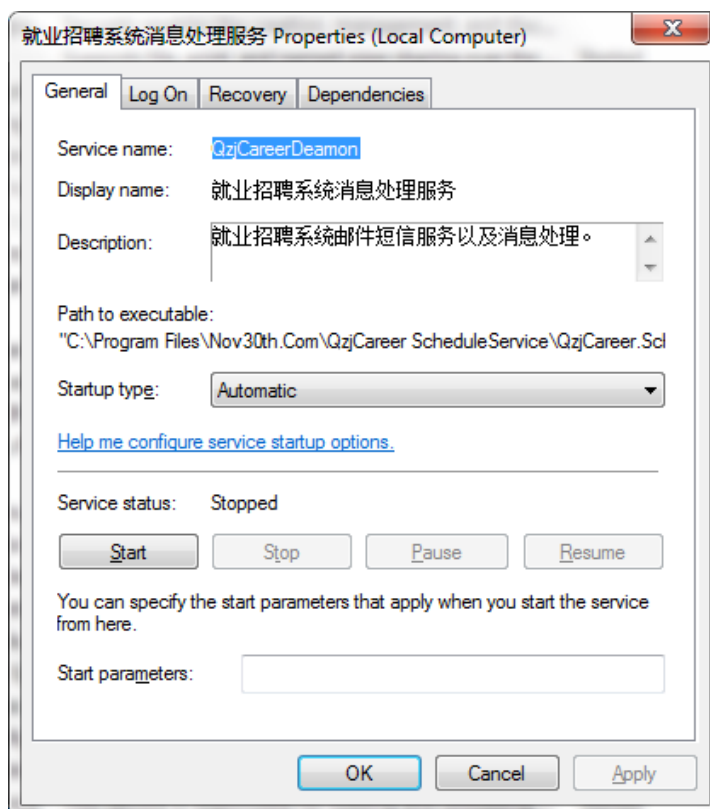 就业招聘系统消息处理服务 Properties (Local Computer)
General Log On Recovery Dependencies
Service name: QzjCareerDeamon
Display name: 就业招聘系统消息处理服务
Description: 就业招聘系统邮件短信服务以及消息处理。
Path to executable:
"C:\Program Files\Nov30th.Com\QzjCareer ScheduleService\QzjCareer.Scl
Startup type: Automatic
Help me configure service startup options.
Service status: Stopped
Start Stop Pause Resume
You can specify the start parameters that apply when you start the service
from here.
Start parameters:
OK Cancel Apply